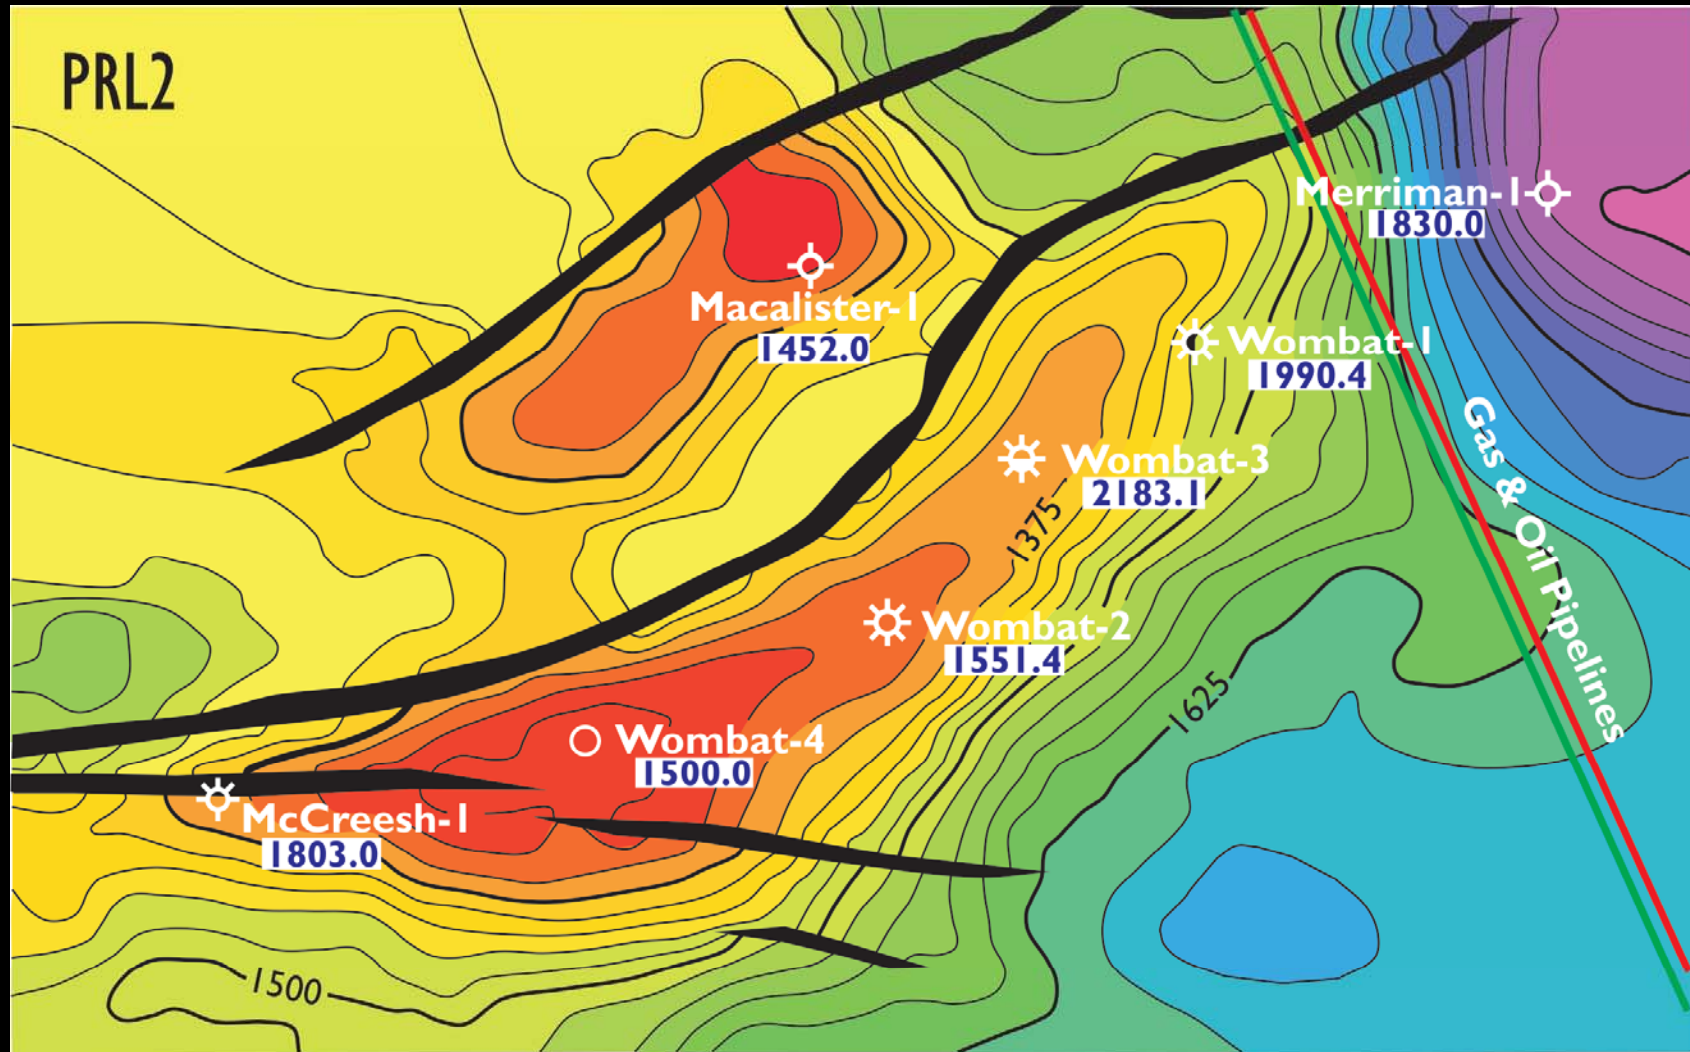 PRL2
Merriman-1
1830.0
Macalister-1
1452.0
Wombat-1
1990.4
Wombat-3
2183.1
1375
Gas & Oil Pipelines
Wombat-2
1551.4
1625
Wombat-4
1500.0
McCreesh-1
1803.0
1500